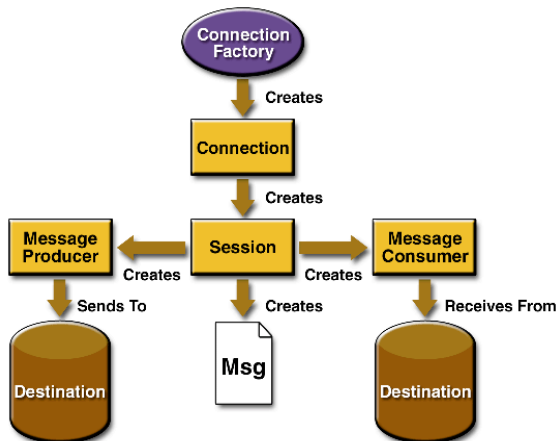 Connection
Factory
Creates
Connection
Creates
Message
Producer
Creates
Session
Creates
Message
Consumer
Sends To
Creates
Receives From
Destination
Msg
Destination